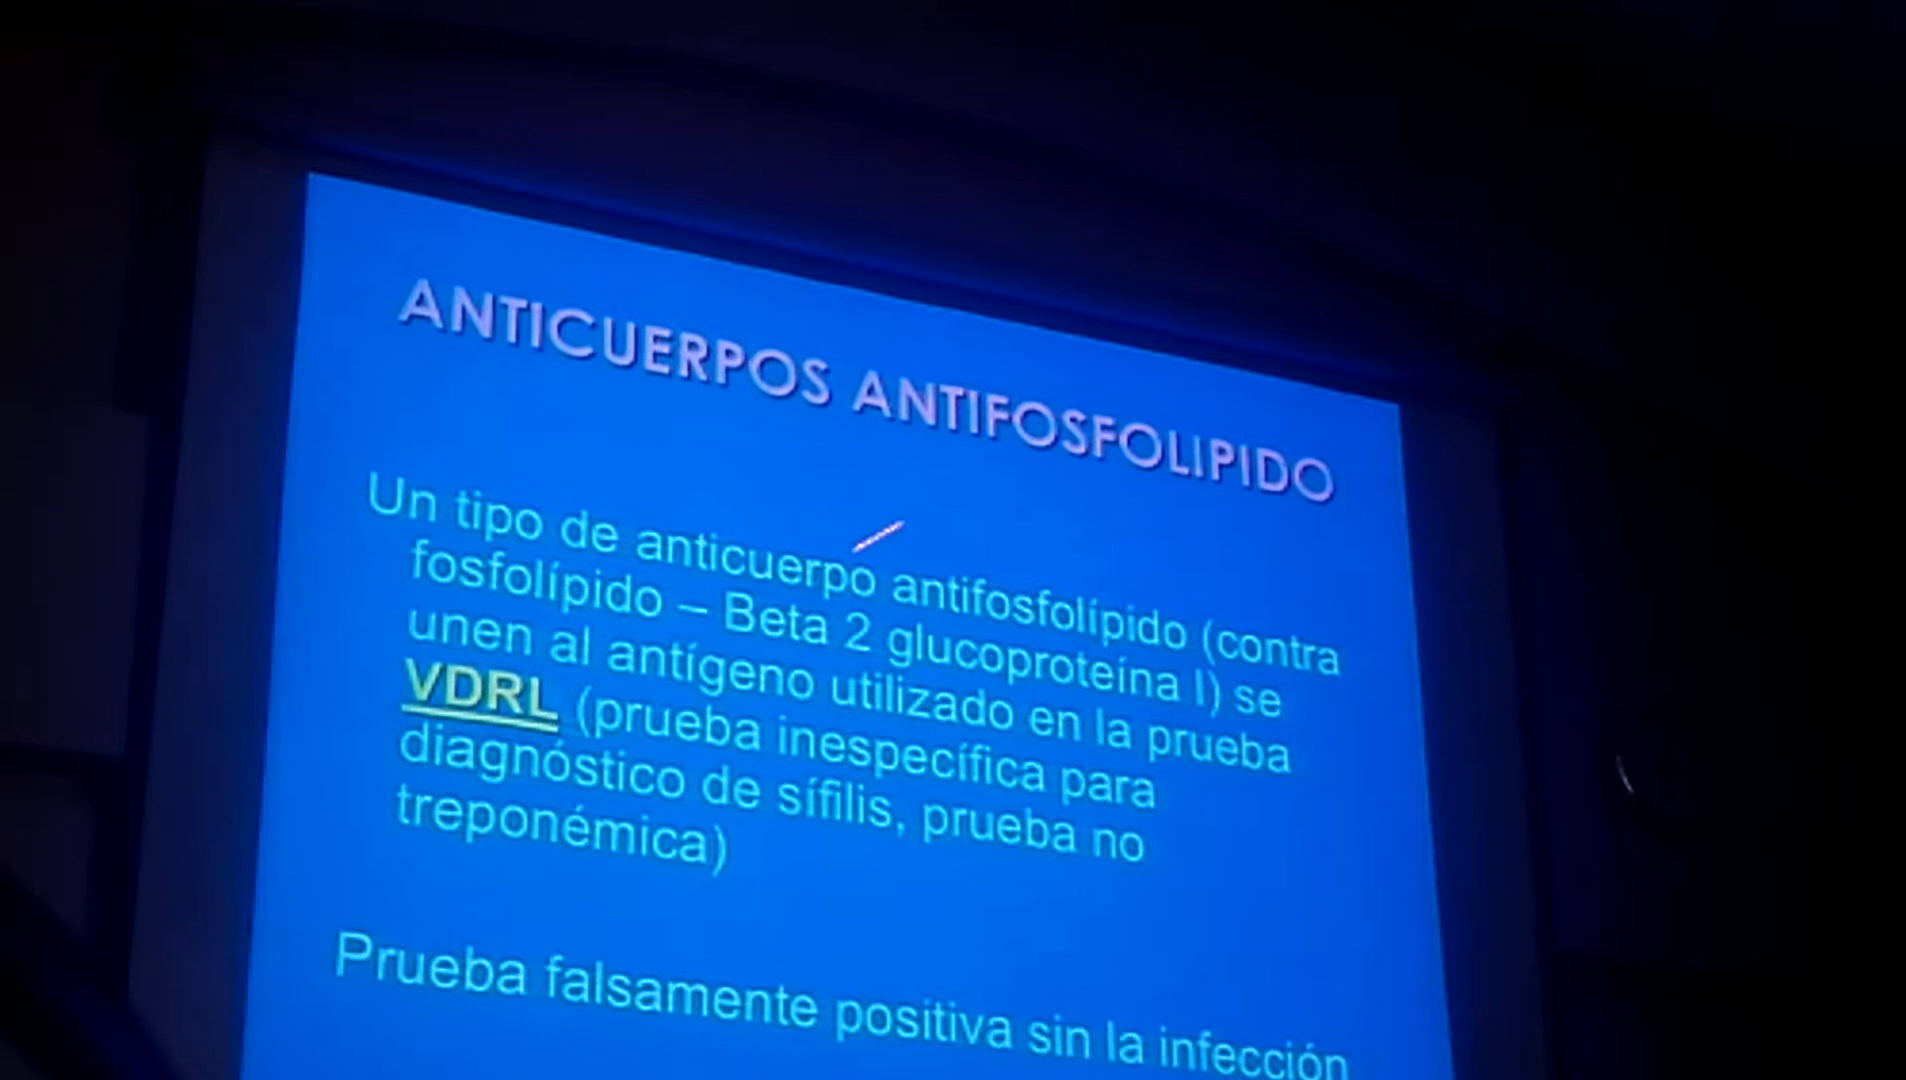 ANTICUERPOS ANTIFOSFOLIPIDO
Un tipo de anticuerpo antifosfolípido (contra
fosfolípido – Beta 2 glucoproteína I) se
unen al antígeno utilizado en la prueba
VDRL (prueba inespecífica para
diagnóstico de sífilis, prueba no
treponémica)
Prueba falsamente positiva sin la infección